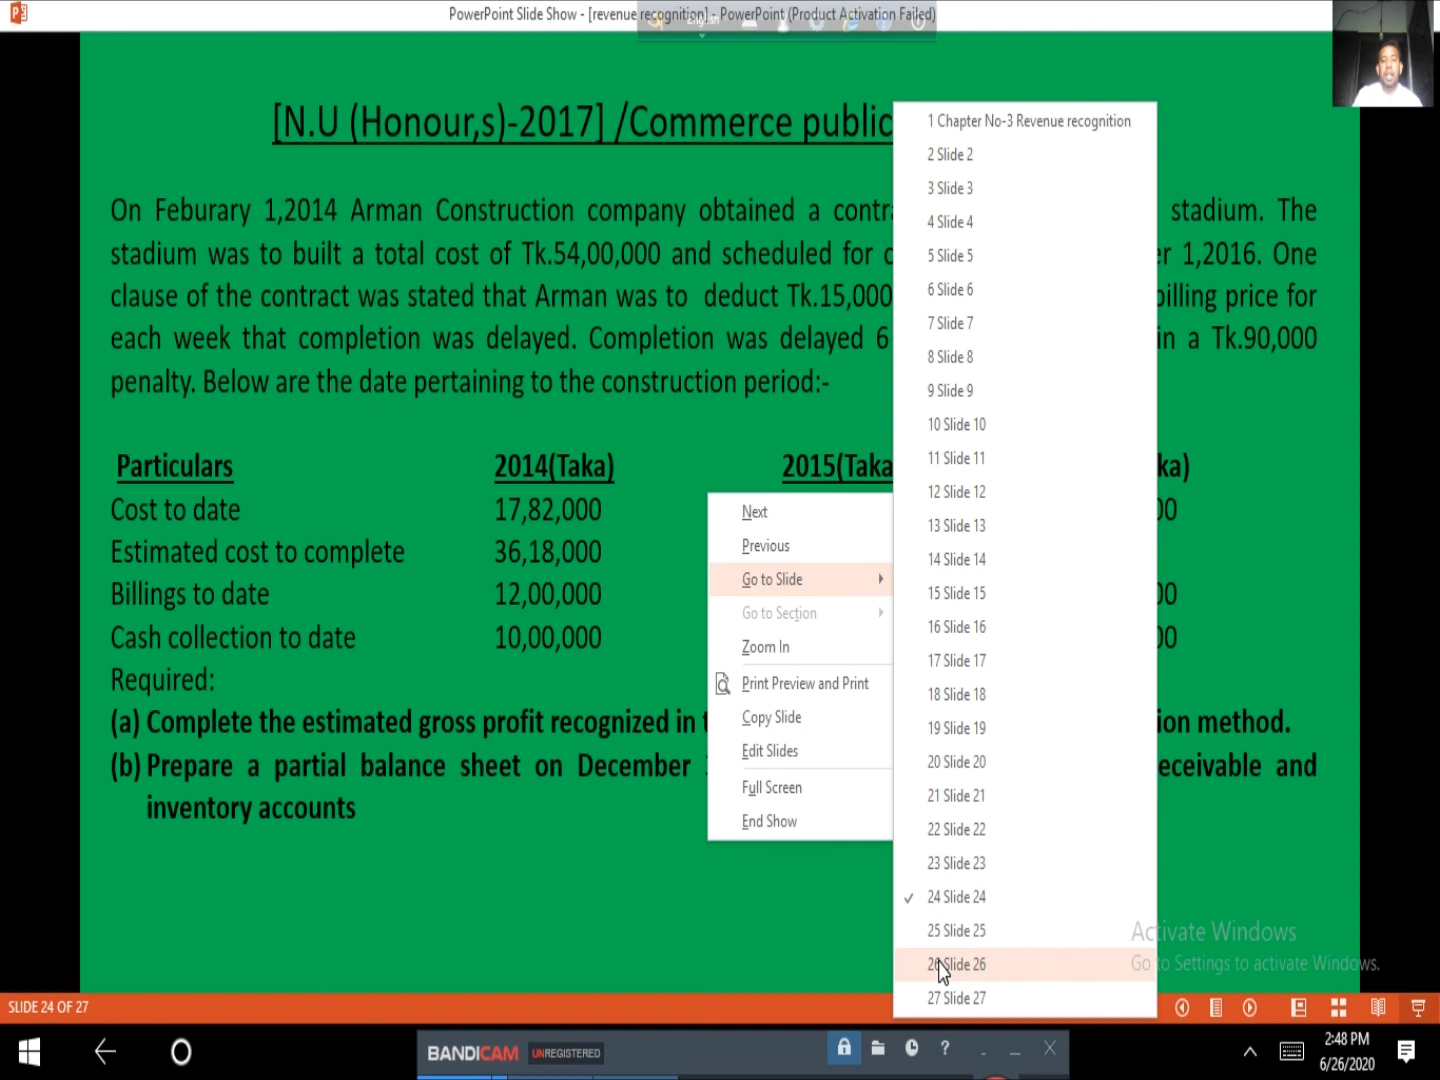 PowerPoint Slide Show - [revenue recognition] - PowerPoint (Product Activation Failed)
[N.U (Honour,s)-2017] /Commerce public
On Feburary 1,2014 Arman Construction company obtained a contr stadium. The
stadium was to built a total cost of Tk.54,00,000 and scheduled for c er 1,2016. One
clause of the contract was stated that Arman was to deduct Tk.15,000 billing price for
each week that completion was delayed. Completion was delayed 6 in a Tk.90,000
penalty. Below are the date pertaining to the construction period:-
Particulars 2014(Taka) 2015(Taka ka)
Cost to date 17,82,000 00
Estimated cost to complete 36,18,000
Billings to date 12,00,000 00
Cash collection to date 10,00,000 00
Required:
(a) Complete the estimated gross profit recognized in t ion method.
(b) Prepare a partial balance sheet on December eceivable and
inventory accounts
Next
Previous
Go to Slide
Go to Section
Zoom In
Print Preview and Print
Copy Slide
Edit Slides
Full Screen
End Show
1 Chapter No-3 Revenue recognition
2 Slide 2
3 Slide 3
4 Slide 4
5 Slide 5
6 Slide 6
7 Slide 7
8 Slide 8
9 Slide 9
10 Slide 10
11 Slide 11
12 Slide 12
13 Slide 13
14 Slide 14
15 Slide 15
16 Slide 16
17 Slide 17
18 Slide 18
19 Slide 19
20 Slide 20
21 Slide 21
22 Slide 22
23 Slide 23
24 Slide 24
25 Slide 25
26 Slide 26
27 Slide 27
Activate Windows
Go to Settings to activate Windows.
SLIDE 24 OF 27
BANDICAM UNREGISTERED
2:48 PM
6/26/2020